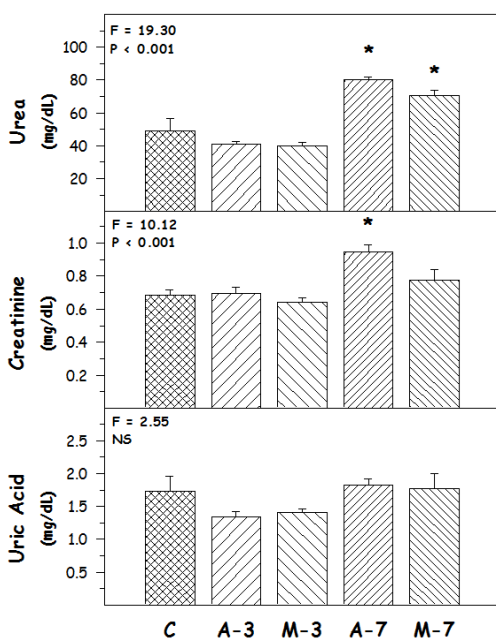 F = 19.30
P < 0.001
*
*
100
80
60
40
20
Urea
(mg/dL)
F = 10.12
P < 0.001
*
1.0
0.8
0.6
0.4
0.2
Creatinine
(mg/dL)
F = 2.55
NS
2.5
2.0
1.5
1.0
0.5
Uric Acid
(mg/dL)
C A-3 M-3 A-7 M-7